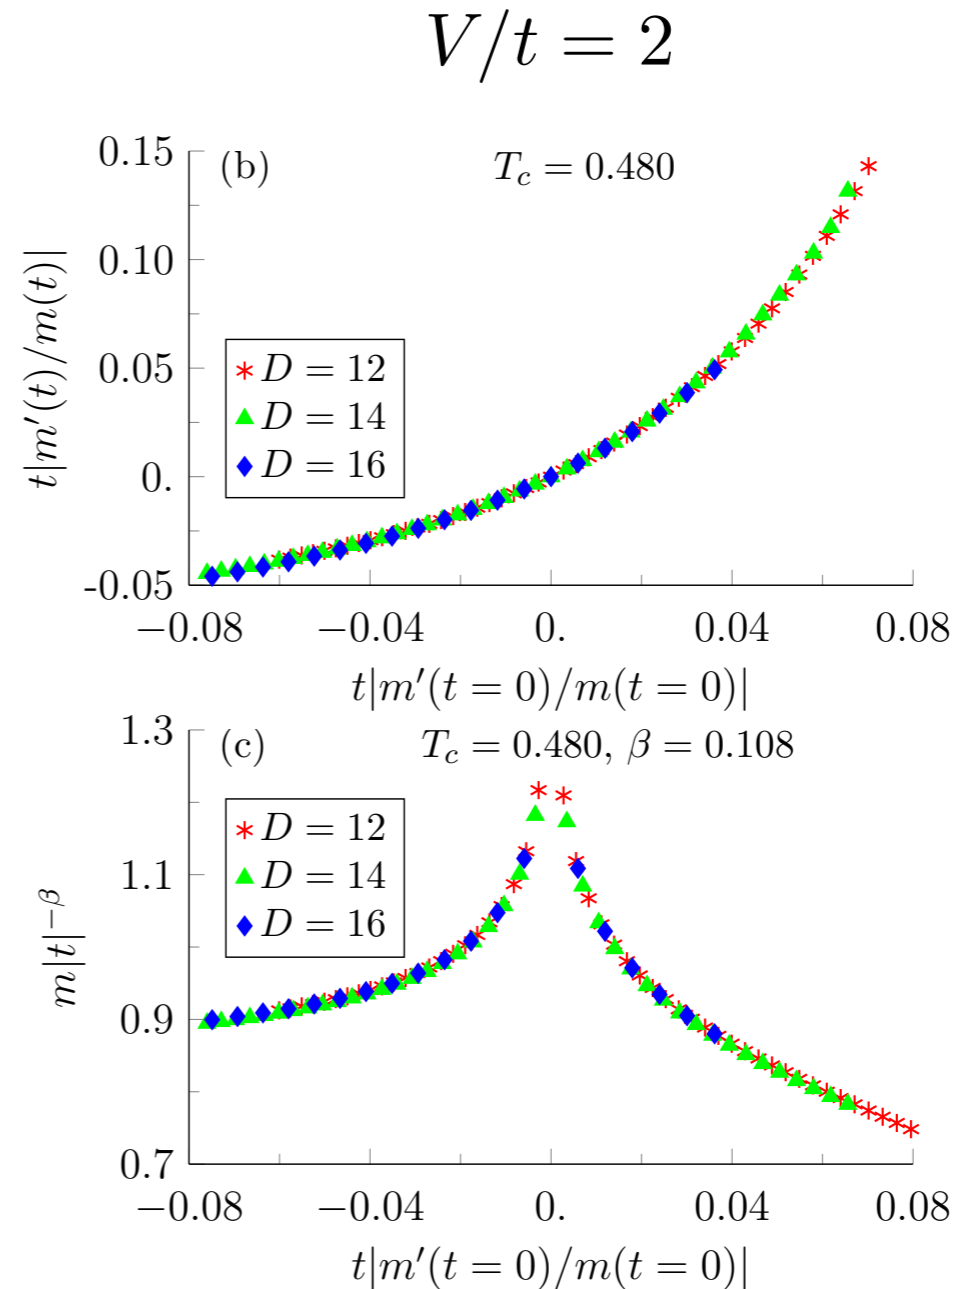 V/t = 2
(b)
T_c = 0.480
0.15
0.10
0.05
0.
-0.05
t|m′(t)/m(t)|
D = 12
D = 14
D = 16
−0.08 −0.04 0. 0.04 0.08
t|m′(t = 0)/m(t = 0)|
(c)
T_c = 0.480, β = 0.108
1.3
1.1
0.9
0.7
m|t|^{−β}
D = 12
D = 14
D = 16
−0.08 −0.04 0. 0.04 0.08
t|m′(t = 0)/m(t = 0)|